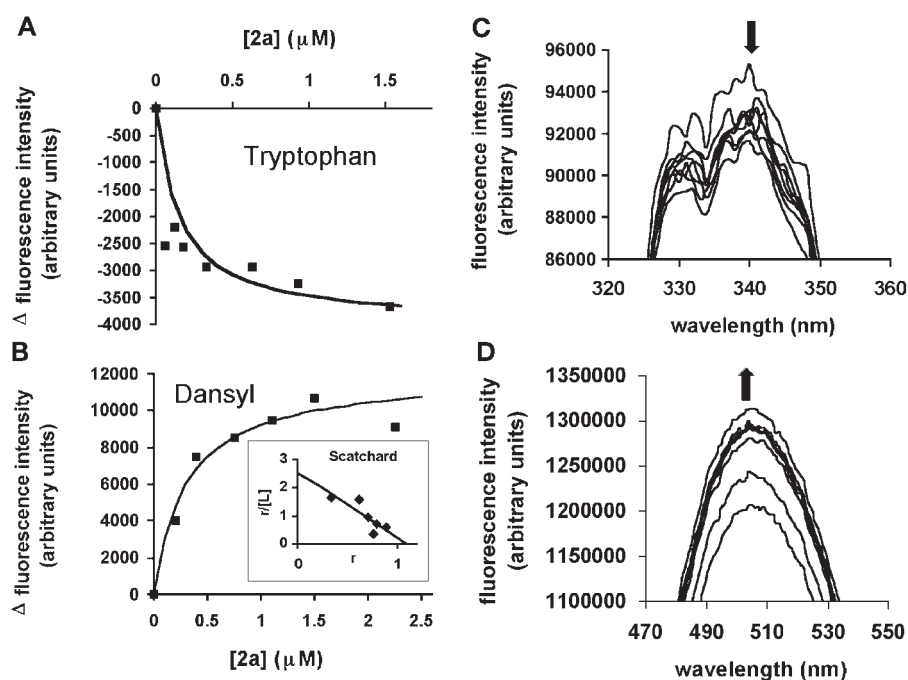 A
[2a] (μM)
0 0.5 1 1.5
0
-500
-1000
-1500
-2000
-2500
-3000
-3500
-4000
Δ fluorescence intensity
(arbitrary units)
Tryptophan
B
12000
10000
8000
6000
4000
2000
0
Δ fluorescence intensity
(arbitrary units)
Dansyl
Scatchard
3
2
1
0
r/[L]
0 1
r
0 0.5 1 1.5 2 2.5
[2a] (μM)
C
96000
94000
92000
90000
88000
86000
fluorescence intensity
(arbitrary units)
320 330 340 350 360
wavelength (nm)
D
1350000
1300000
1250000
1200000
1150000
1100000
fluorescence intensity
(arbitrary units)
470 490 510 530 550
wavelength (nm)